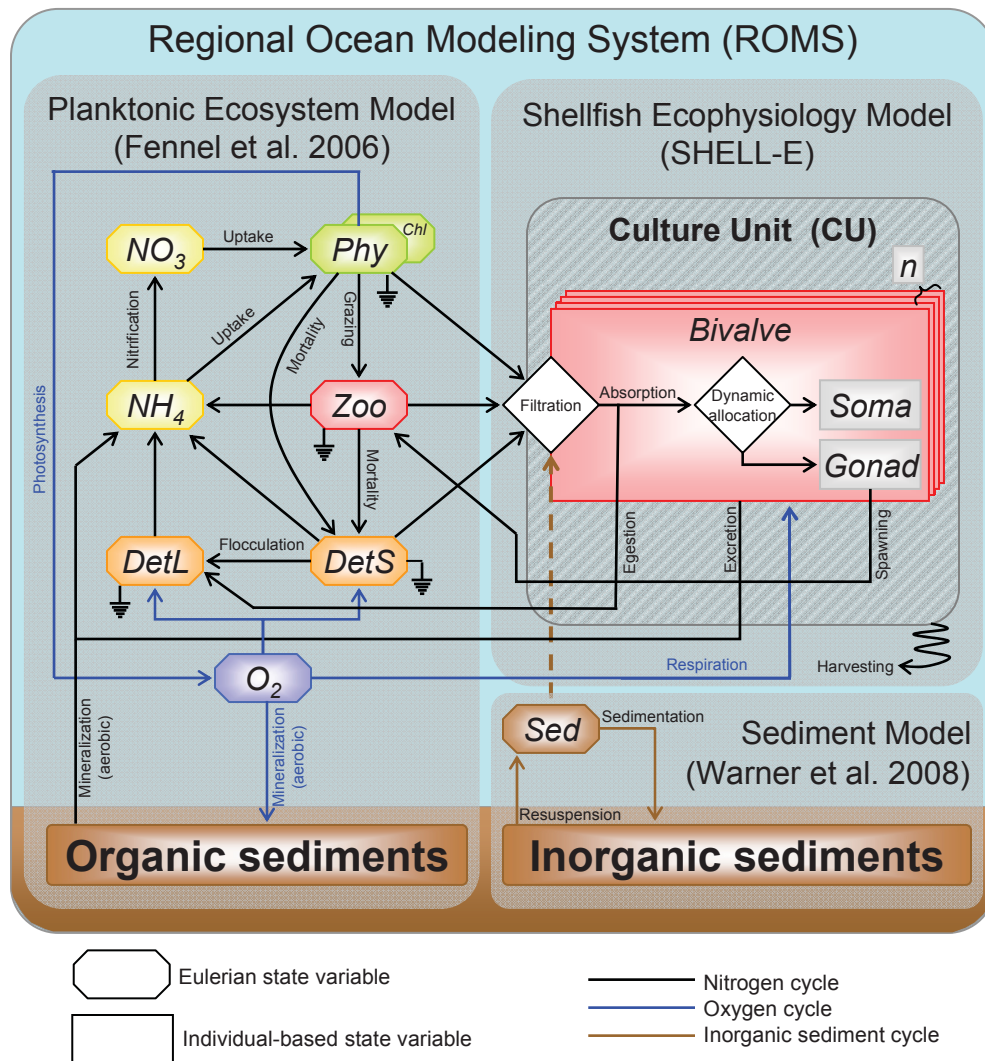 Regional Ocean Modeling System (ROMS)
Planktonic Ecosystem Model
(Fennel et al. 2006)
Shellfish Ecophysiology Model
(SHELL-E)
Culture Unit (CU)
n
NO3
Uptake
Phy
Chl
Bivalve
Nitrification
Uptake
Mortality
Grazing
NH4
Zoo
Filtration
Absorption
Dynamic
allocation
Soma
Gonad
Photosynthesis
Mortality
Egestion
Excretion
Spawning
DetL
Flocculation
DetS
O2
Respiration
Harvesting
Mineralization
(aerobic)
Mineralization
(aerobic)
Sed
Sedimentation
Sediment Model
(Warner et al. 2008)
Resuspension
Organic sediments
Inorganic sediments
Eulerian state variable
Individual-based state variable
Nitrogen cycle
Oxygen cycle
Inorganic sediment cycle